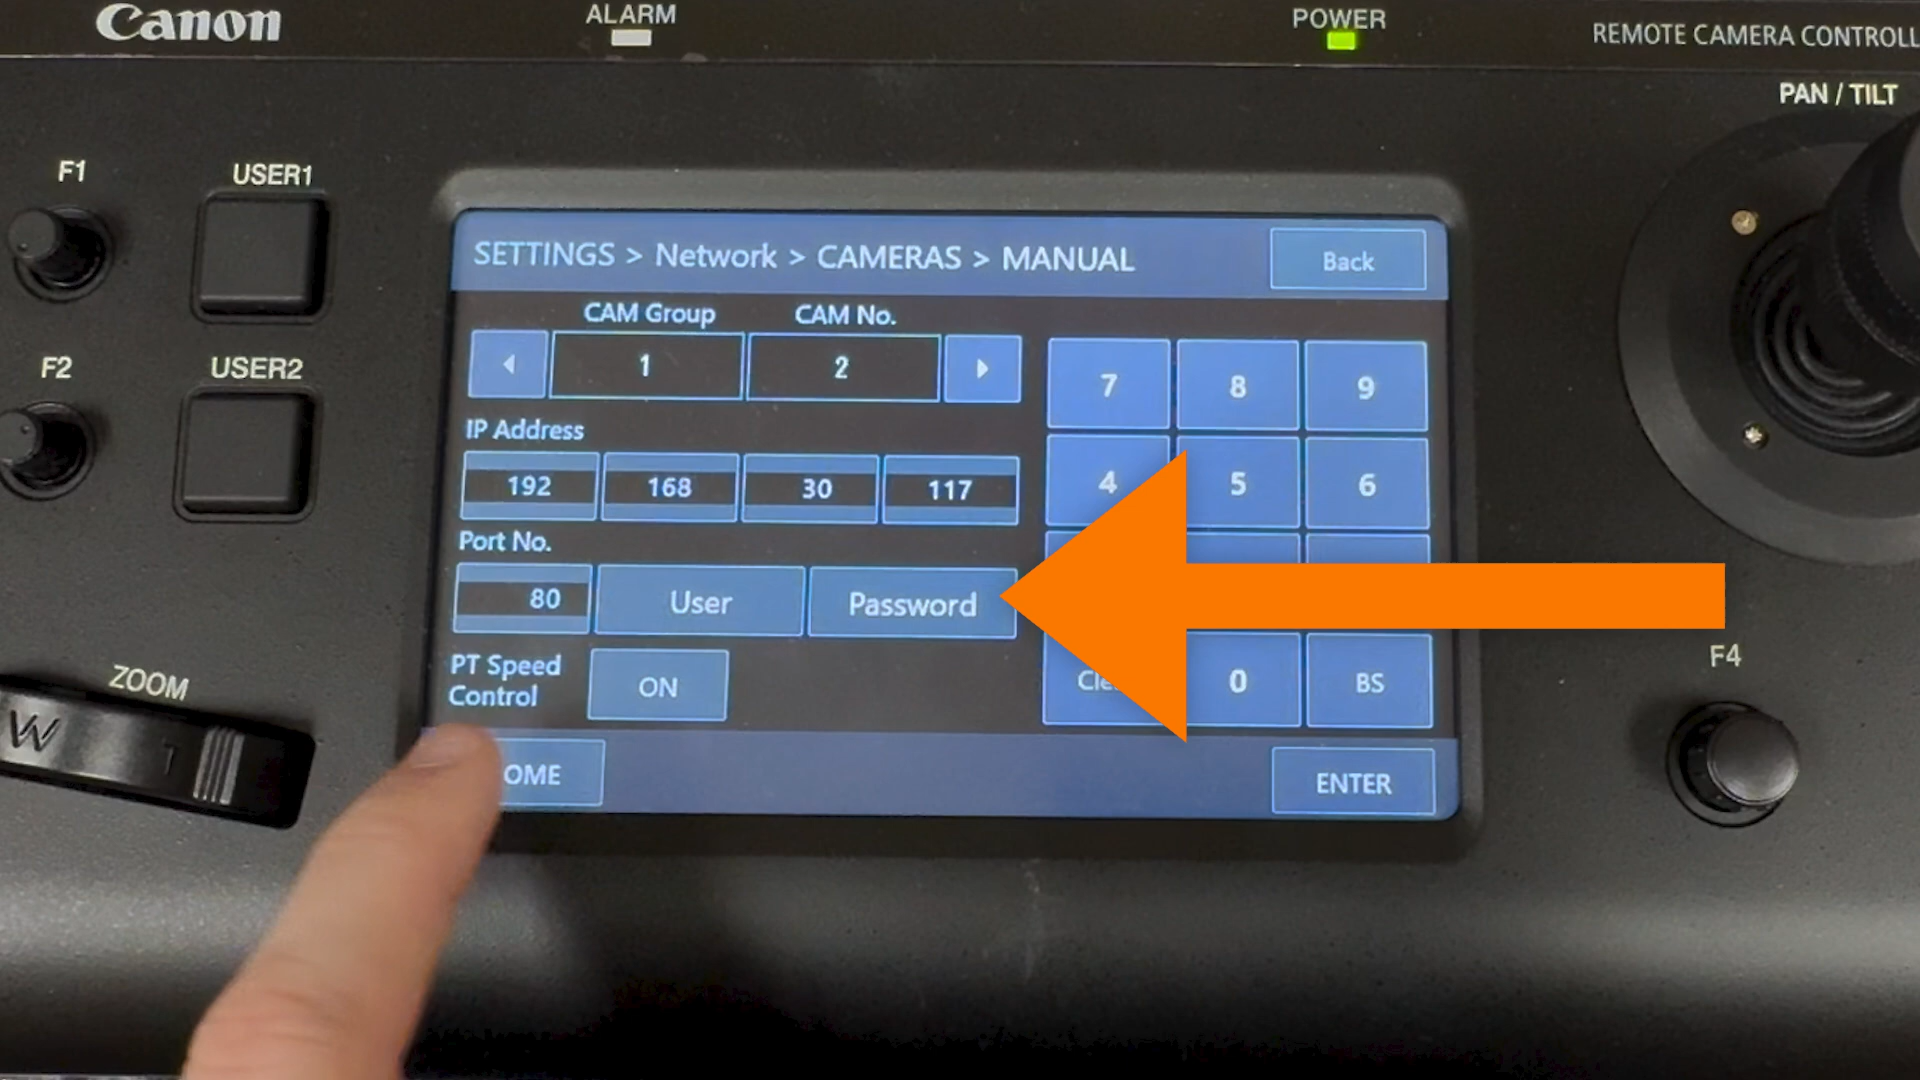 Canon
ALARM
POWER
REMOTE CAMERA CONTROLL
PAN / TILT
F1
USER1
F2
USER2
SETTINGS > Network > CAMERAS > MANUAL
Back
CAM Group
CAM No.
1
2
7
8
9
IP Address
192
168
30
117
4
5
6
Port No.
80
User
Password
PT Speed
Control
ON
0
BS
OME
ENTER
ZOOM
W
1
F4